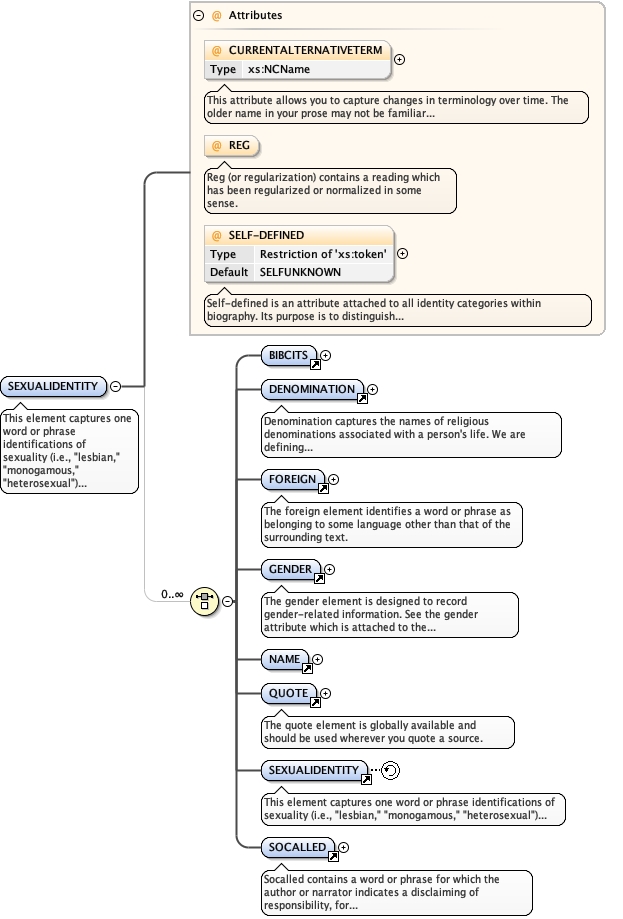 Attributes
@ CURRENTALTERNATIVETERM
Type xs:NCName
This attribute allows you to capture changes in terminology over time. The
older name in your prose may not be familiar...
@ REG
Reg (or regularization) contains a reading which
has been regularized or normalized in some
sense.
@ SELF-DEFINED
Type Restriction of 'xs:token'
Default SELFUNKNOWN
Self-defined is an attribute attached to all identity categories within
biography. Its purpose is to distinguish...
SEXUALIDENTITY
This element captures one
word or phrase
identifications of
sexuality (i.e., "lesbian,"
"monogamous,"
"heterosexual")...
0..∞
BIBCITS
DENOMINATION
Denomination captures the names of religious
denominations associated with a person's life. We are
defining...
FOREIGN
The foreign element identifies a word or phrase as
belonging to some language other than that of the
surrounding text.
GENDER
The gender element is designed to record
gender-related information. See the gender
attribute which is attached to the...
NAME
QUOTE
The quote element is globally available and
should be used wherever you quote a source.
SEXUALIDENTITY
This element captures one word or phrase identifications of
sexuality (i.e., "lesbian," "monogamous," "heterosexual")...
SOCALLED
Socalled contains a word or phrase for which the
author or narrator indicates a disclaiming of
responsibility, for...